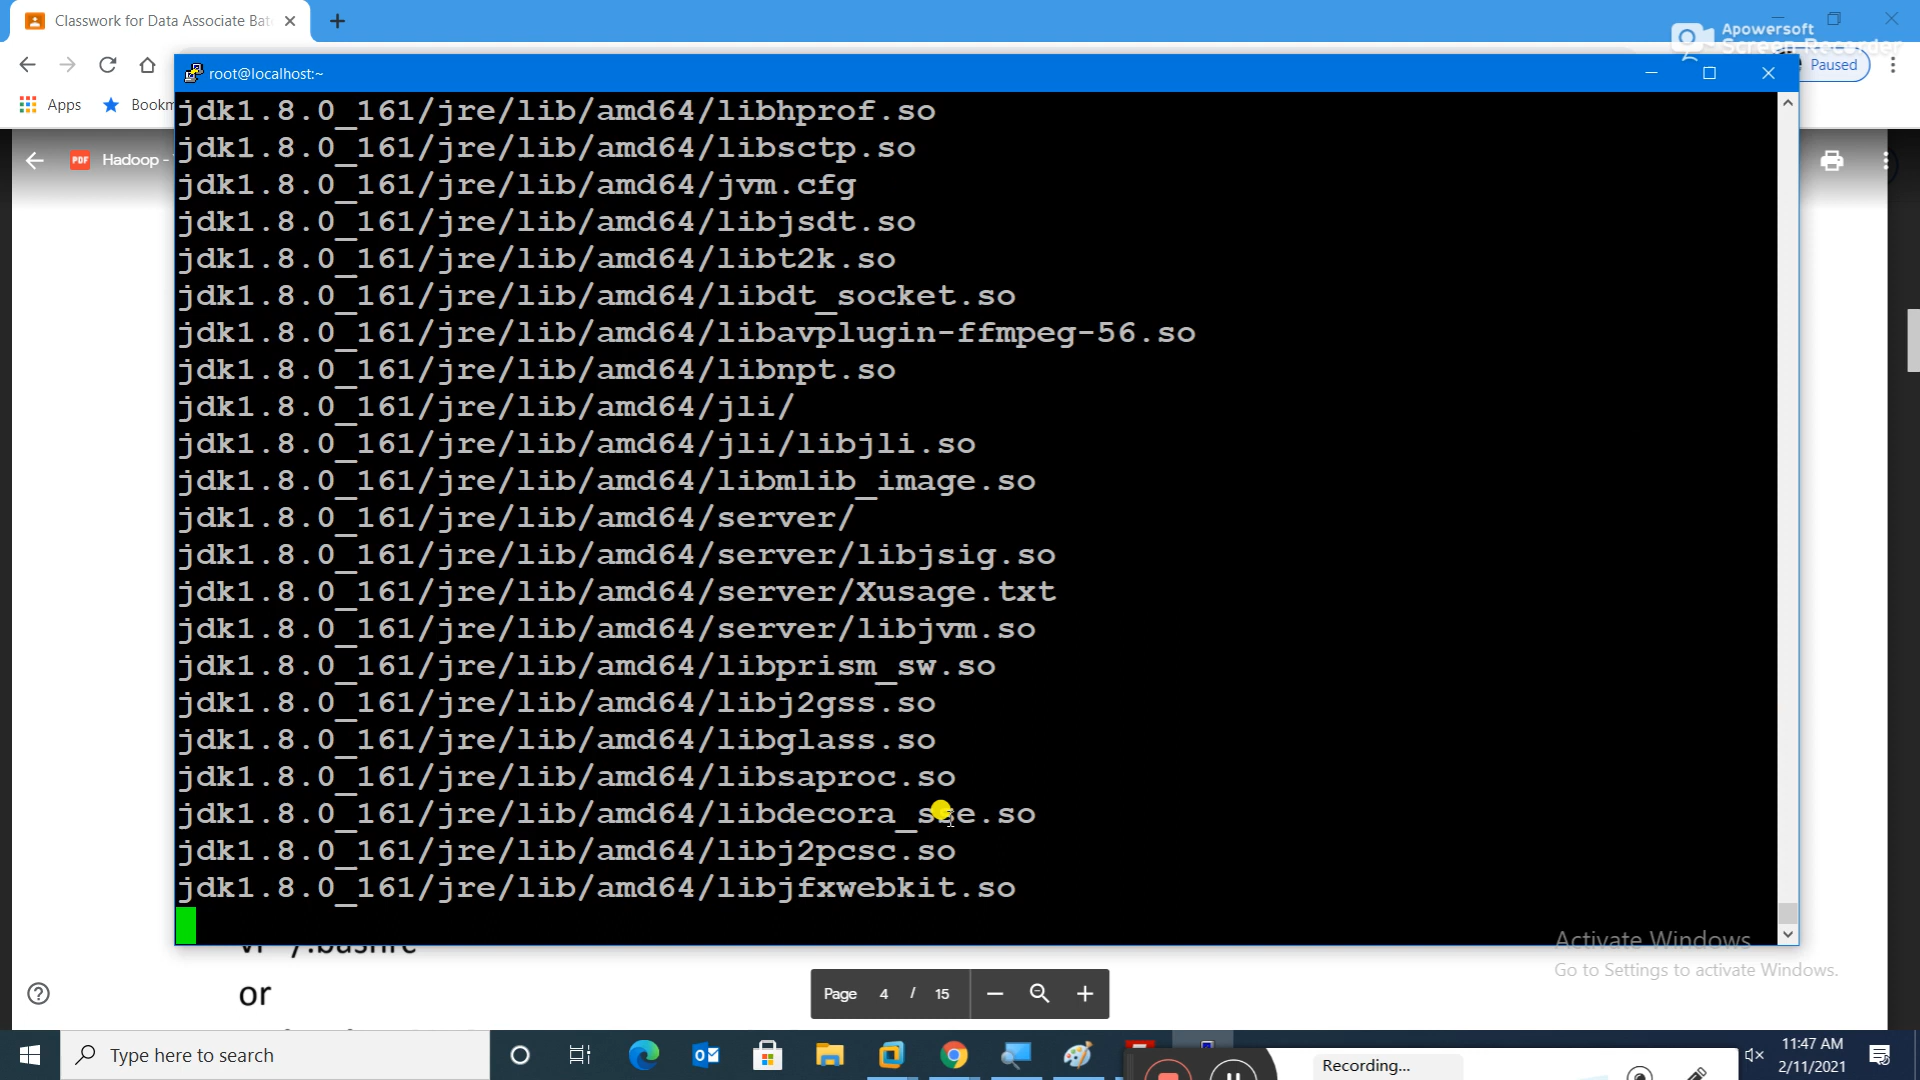 Classwork for Data Associate Bat
Apowersoft
Screen Recorder
root@localhost:~
Paused
Apps
Bookm
PDF Hadoop -
jdk1.8.0_161/jre/lib/amd64/libhprof.so
jdk1.8.0_161/jre/lib/amd64/libsctp.so
jdk1.8.0_161/jre/lib/amd64/jvm.cfg
jdk1.8.0_161/jre/lib/amd64/libjsdt.so
jdk1.8.0_161/jre/lib/amd64/libt2k.so
jdk1.8.0_161/jre/lib/amd64/libdt_socket.so
jdk1.8.0_161/jre/lib/amd64/libavplugin-ffmpeg-56.so
jdk1.8.0_161/jre/lib/amd64/libnpt.so
jdk1.8.0_161/jre/lib/amd64/jli/
jdk1.8.0_161/jre/lib/amd64/jli/libjli.so
jdk1.8.0_161/jre/lib/amd64/libmlib_image.so
jdk1.8.0_161/jre/lib/amd64/server/
jdk1.8.0_161/jre/lib/amd64/server/libjsig.so
jdk1.8.0_161/jre/lib/amd64/server/Xusage.txt
jdk1.8.0_161/jre/lib/amd64/server/libjvm.so
jdk1.8.0_161/jre/lib/amd64/libprism_sw.so
jdk1.8.0_161/jre/lib/amd64/libj2gss.so
jdk1.8.0_161/jre/lib/amd64/libglass.so
jdk1.8.0_161/jre/lib/amd64/libsaproc.so
jdk1.8.0_161/jre/lib/amd64/libdecora_sse.so
jdk1.8.0_161/jre/lib/amd64/libj2pcsc.so
jdk1.8.0_161/jre/lib/amd64/libjfxwebkit.so
Activate Windows
Go to Settings to activate Windows.
or
Page 4 / 15
Type here to search
Recording...
11:47 AM
2/11/2021